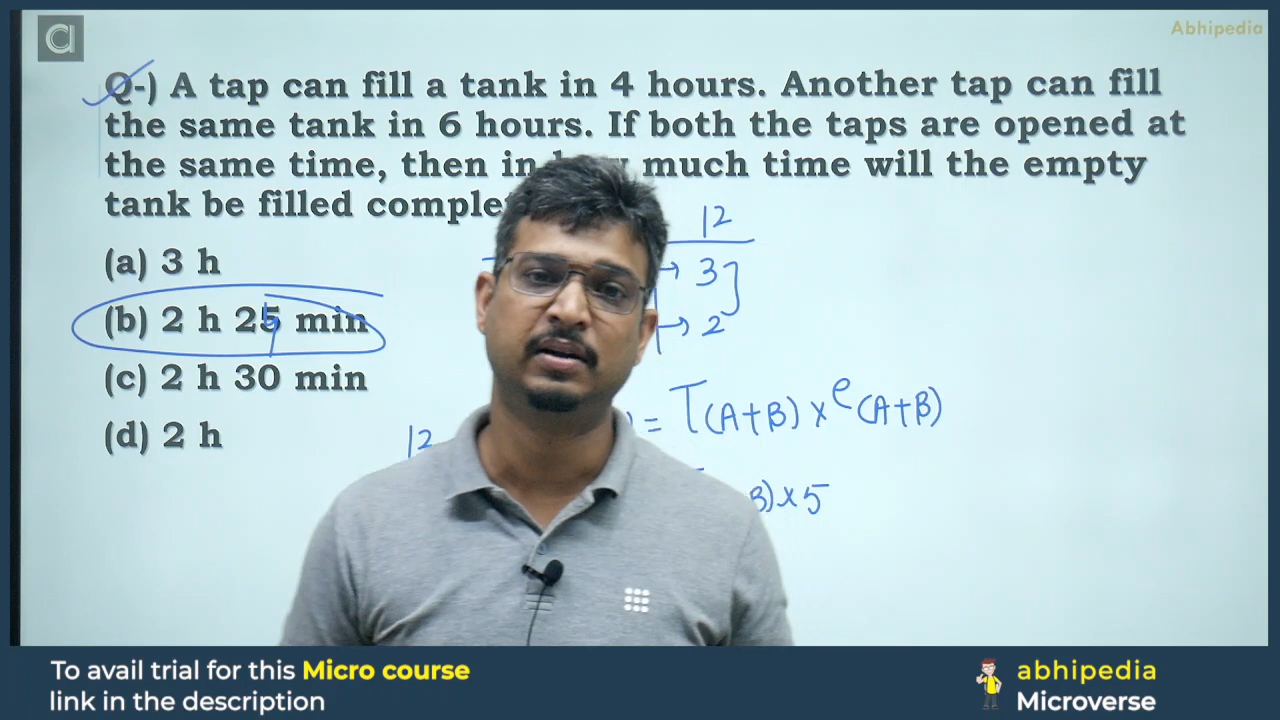 Abhipedia
Q-) A tap can fill a tank in 4 hours. Another tap can fill
the same tank in 6 hours. If both the taps are opened at
the same time, then in much time will the empty
tank be filled
12
(a) 3 h
→ 3
(b) 2 h 25 min
→ 2
(c) 2 h 30 min
= T(A+B) × e(A+B)
(d) 2 h
12
B) × 5
To avail trial for this Micro course
link in the description
abhipedia
Microverse